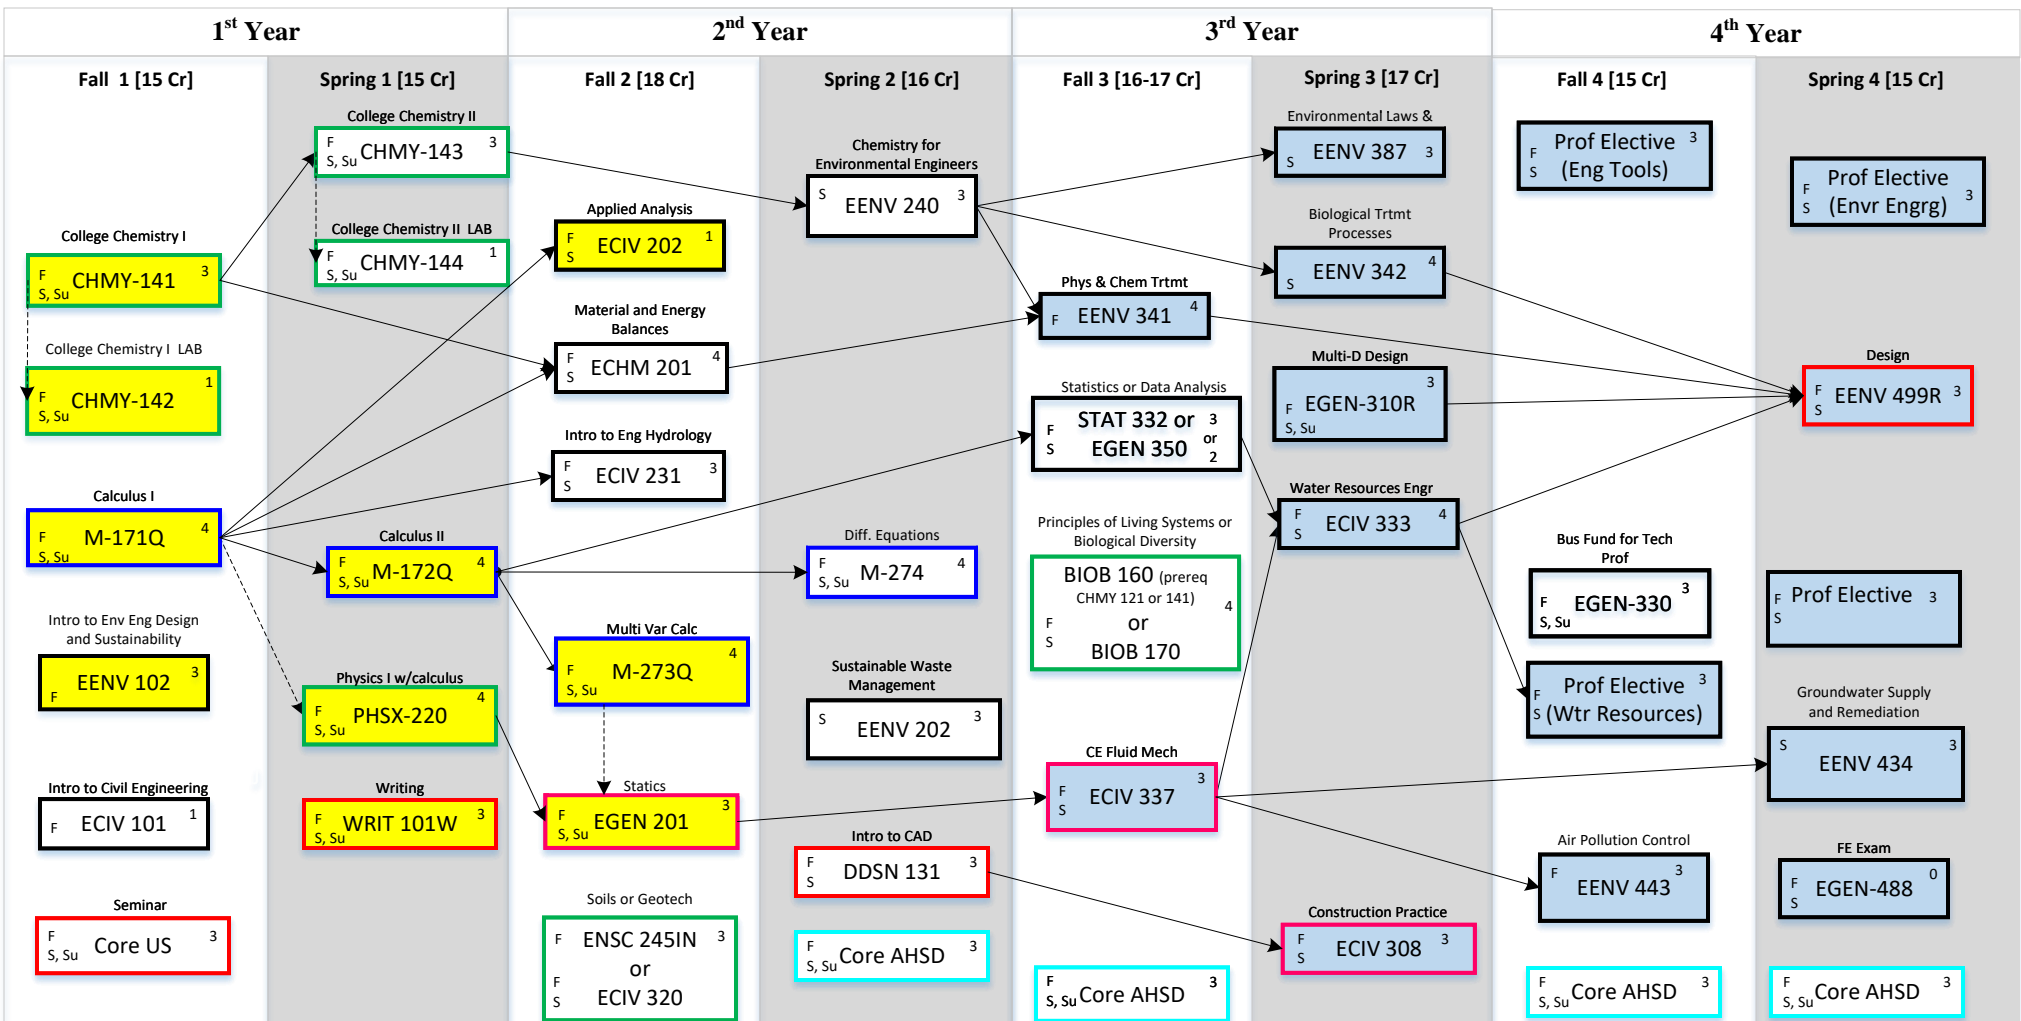 1st Year
2nd Year
3rd Year
4th Year
Fall 1 [15 Cr]
Spring 1 [15 Cr]
Fall 2 [18 Cr]
Spring 2 [16 Cr]
Fall 3 [16-17 Cr]
Spring 3 [17 Cr]
Fall 4 [15 Cr]
Spring 4 [15 Cr]
College Chemistry I
F
S, Su
CHMY-141
3
College Chemistry I LAB
F
S, Su
CHMY-142
1
Calculus I
F
S, Su
M-171Q
4
Intro to Env Eng Design
and Sustainability
F
EENV 102
3
Intro to Civil Engineering
F
ECIV 101
1
Seminar
F
S, Su
Core US
3
College Chemistry II
F
S, Su
CHMY-143
3
College Chemistry II LAB
F
S, Su
CHMY-144
1
Calculus II
F
S, Su
M-172Q
4
Physics I w/calculus
F
S, Su
PHSX-220
4
Writing
F
S, Su
WRIT 101W
3
Applied Analysis
F
S
ECIV 202
1
Material and Energy
Balances
F
S
ECHM 201
4
Intro to Eng Hydrology
F
S
ECIV 231
3
Multi Var Calc
F
S, Su
M-273Q
4
Statics
F
S, Su
EGEN 201
3
Soils or Geotech
F
ENSC 245IN
3
or
F
S
ECIV 320
Chemistry for
Environmental Engineers
S
EENV 240
3
Diff. Equations
F
S, Su
M-274
4
Sustainable Waste
Management
S
EENV 202
3
Intro to CAD
F
S
DDSN 131
3
F
S, Su
Core AHSD
3
Phys & Chem Trtmt
F
EENV 341
4
Statistics or Data Analysis
F
S
STAT 332 or
EGEN 350
3
or
2
Principles of Living Systems or
Biological Diversity
BIOB 160 (prereq
CHMY 121 or 141)
or
BIOB 170
F
S
4
CE Fluid Mech
F
S
ECIV 337
3
F
S, Su
Core AHSD
3
Environmental Laws &
S
EENV 387
3
Biological Trtmt
Processes
S
EENV 342
4
Multi-D Design
F
S, Su
EGEN-310R
3
Water Resources Engr
F
S
ECIV 333
4
Construction Practice
F
S
ECIV 308
3
F
S
Prof Elective
(Eng Tools)
3
Bus Fund for Tech
Prof
F
S, Su
EGEN-330
3
F
S
Prof Elective
(Wtr Resources)
3
Air Pollution Control
F
EENV 443
3
F
S, Su
Core AHSD
3
F
S
Prof Elective
(Envr Engrg)
3
Design
F
S
EENV 499R
3
F
S
Prof Elective
3
Groundwater Supply
and Remediation
S
EENV 434
3
FE Exam
F
S
EGEN-488
0
F
S, Su
Core AHSD
3